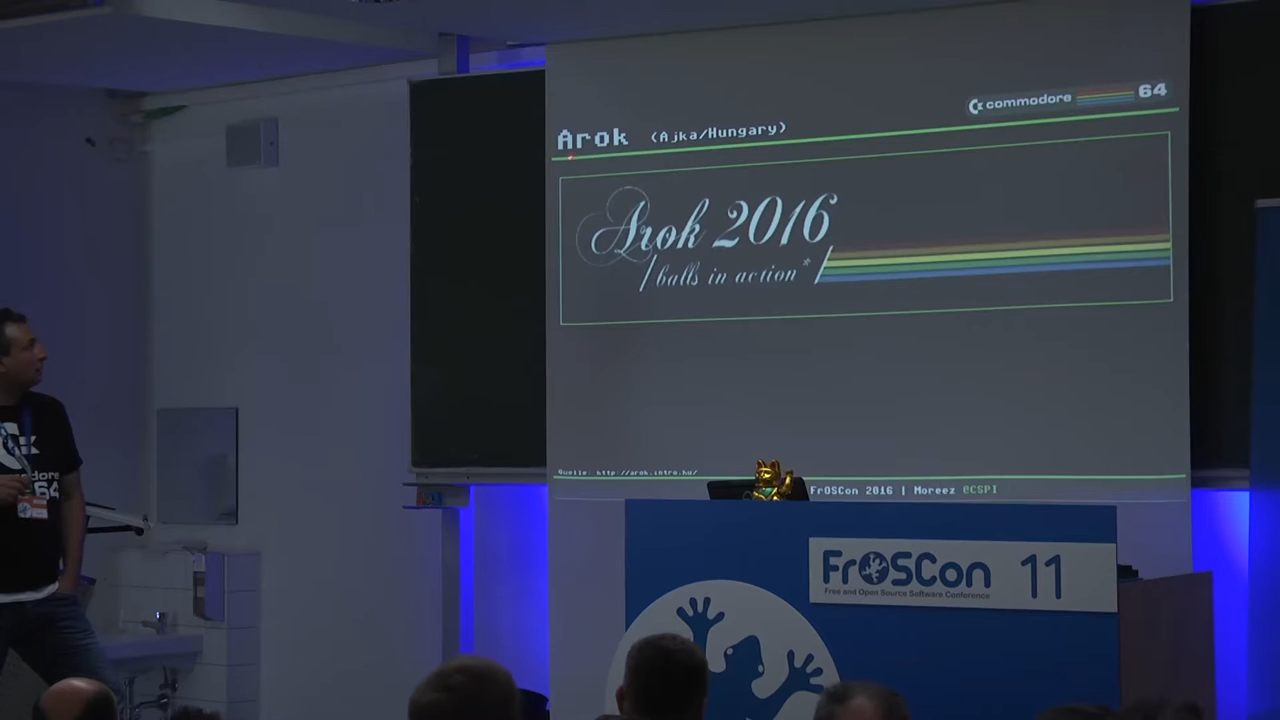 commodore 64
Arok (Ajka/Hungary)
Arok 2016
/balls in action*/
Quelle: http://arok.intro.hu/
FrOSCon 2016 | Moreez @CSPI
FrOSCon 11
Free and Open Source Software Conference
64